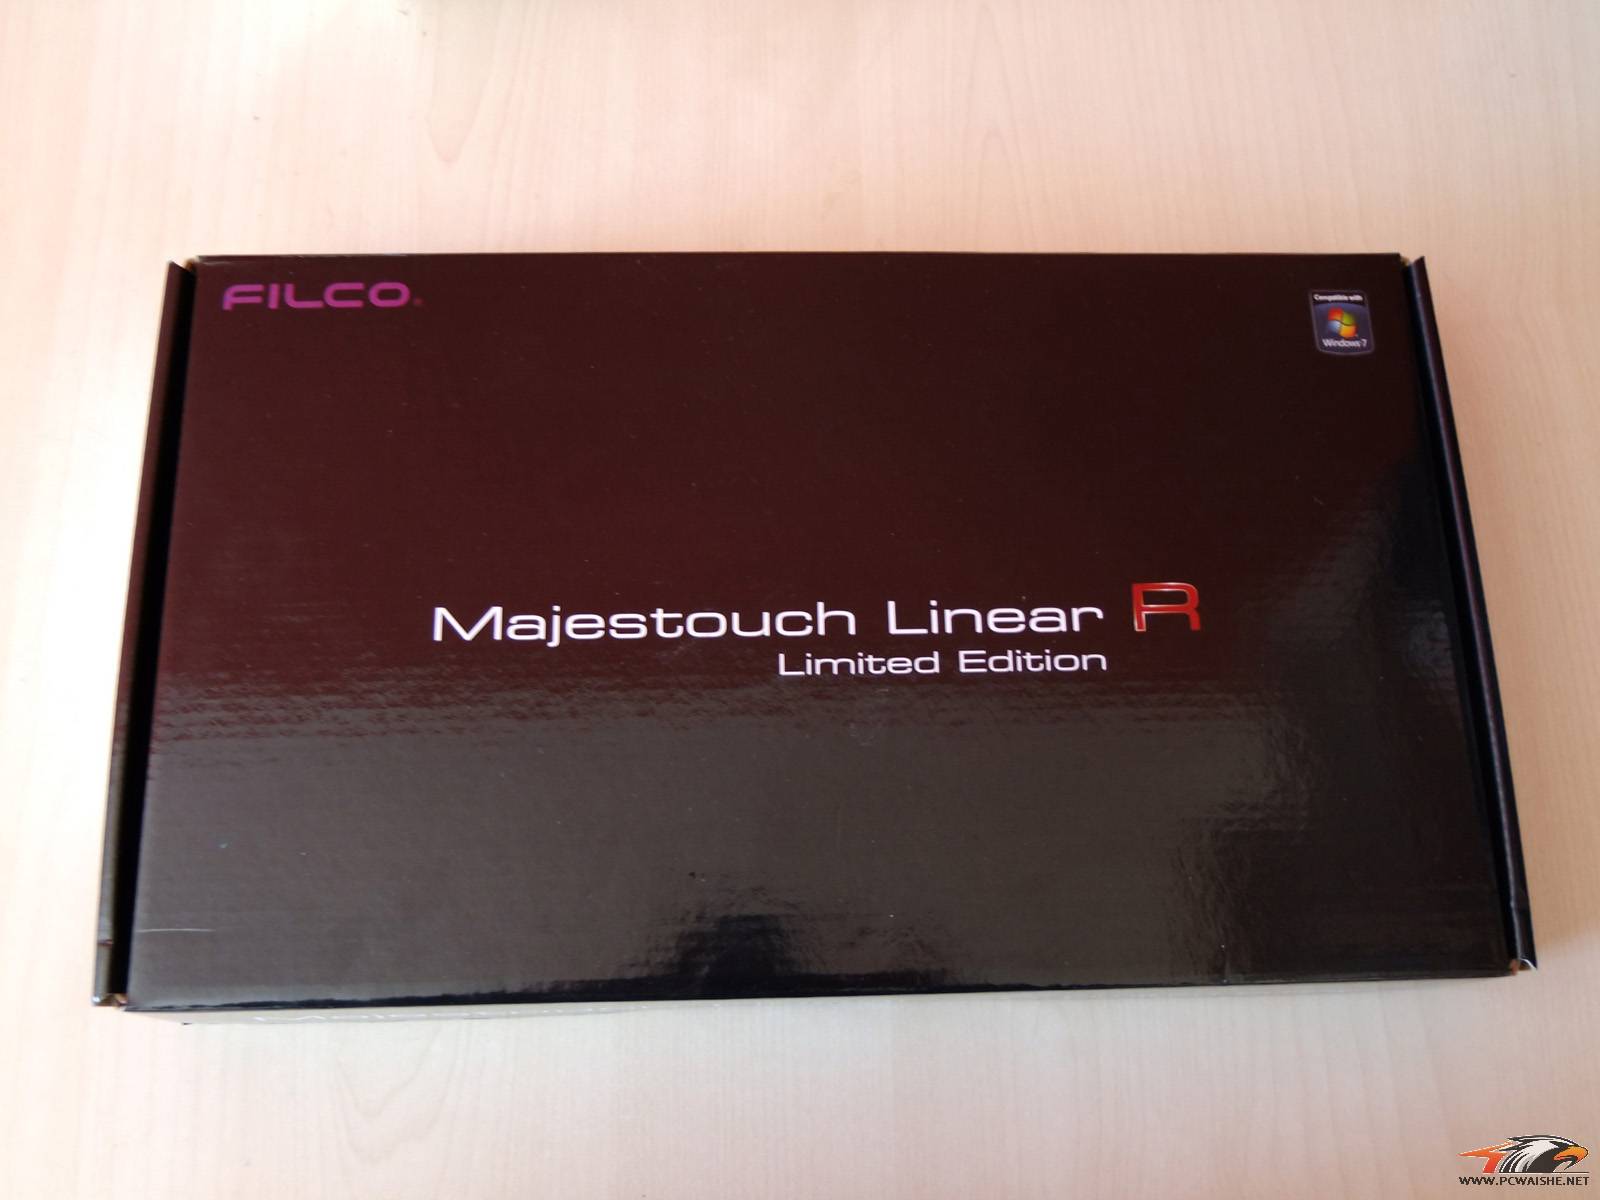 FILCO
Compatible with
Windows 7
Majestouch Linear R
Limited Edition
WWW.PCWAISHE.NET